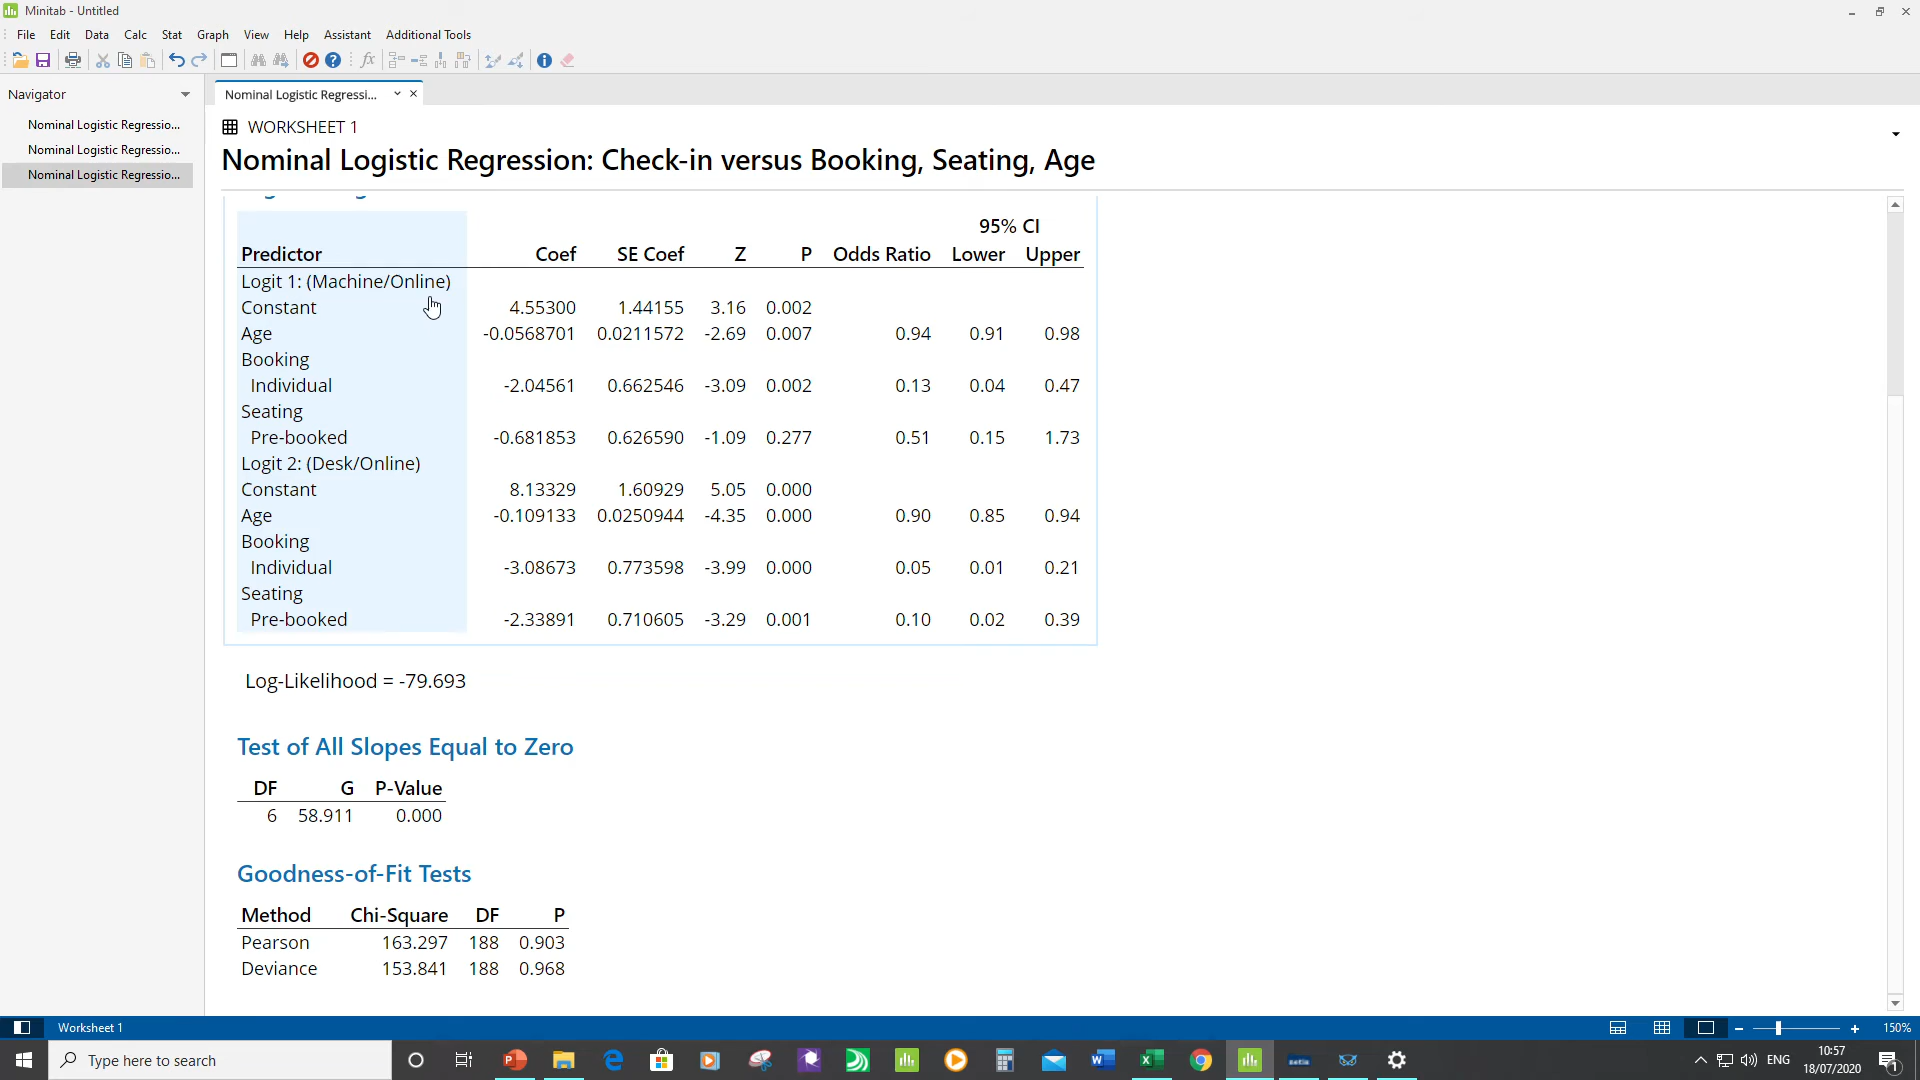 Minitab - Untitled
File Edit Data Calc Stat Graph View Help Assistant Additional Tools
Navigator
Nominal Logistic Regressio...
Nominal Logistic Regressio...
Nominal Logistic Regressio...
Nominal Logistic Regressi...
WORKSHEET 1
Nominal Logistic Regression: Check-in versus Booking, Seating, Age
95% CI
Predictor Coef SE Coef Z P Odds Ratio Lower Upper
Logit 1: (Machine/Online)
Constant 4.55300 1.44155 3.16 0.002
Age -0.0568701 0.0211572 -2.69 0.007 0.94 0.91 0.98
Booking
Individual -2.04561 0.662546 -3.09 0.002 0.13 0.04 0.47
Seating
Pre-booked -0.681853 0.626590 -1.09 0.277 0.51 0.15 1.73
Logit 2: (Desk/Online)
Constant 8.13329 1.60929 5.05 0.000
Age -0.109133 0.0250944 -4.35 0.000 0.90 0.85 0.94
Booking
Individual -3.08673 0.773598 -3.99 0.000 0.05 0.01 0.21
Seating
Pre-booked -2.33891 0.710605 -3.29 0.001 0.10 0.02 0.39
Log-Likelihood = -79.693
Test of All Slopes Equal to Zero
DF G P-Value
6 58.911 0.000
Goodness-of-Fit Tests
Method Chi-Square DF P
Pearson 163.297 188 0.903
Deviance 153.841 188 0.968
Worksheet 1
150%
Type here to search
ENG
10:57
18/07/2020
1